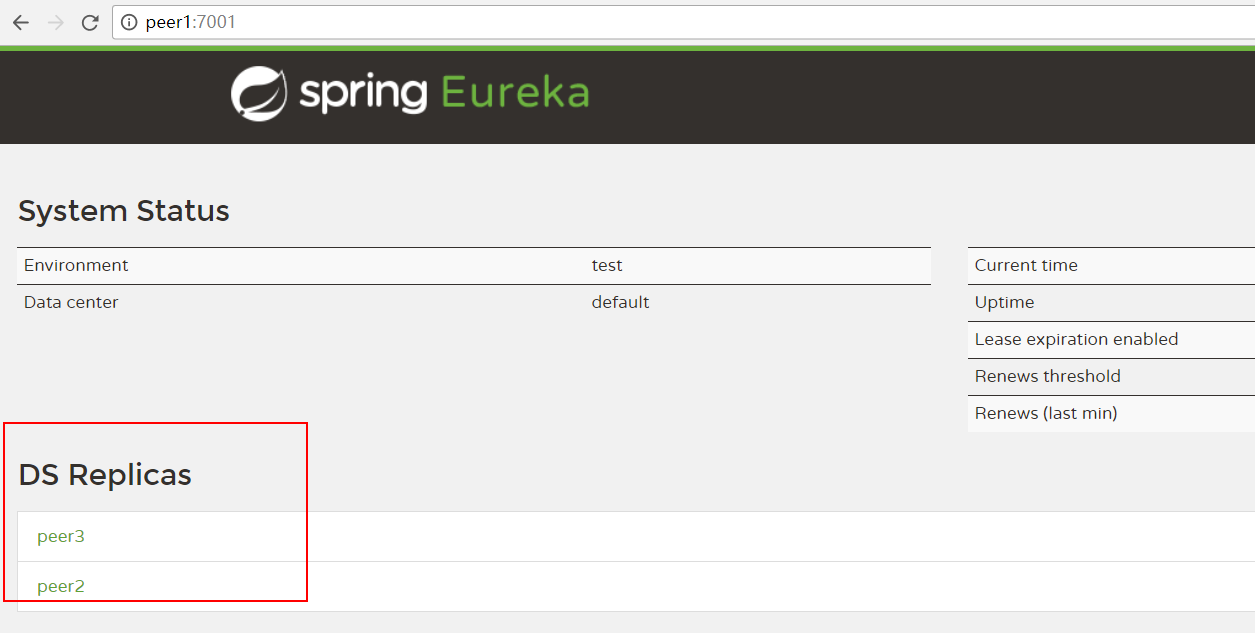 peer1:7001
spring Eureka
System Status
Environment test
Data center default
Current time
Uptime
Lease expiration enabled
Renews threshold
Renews (last min)
DS Replicas
peer3
peer2